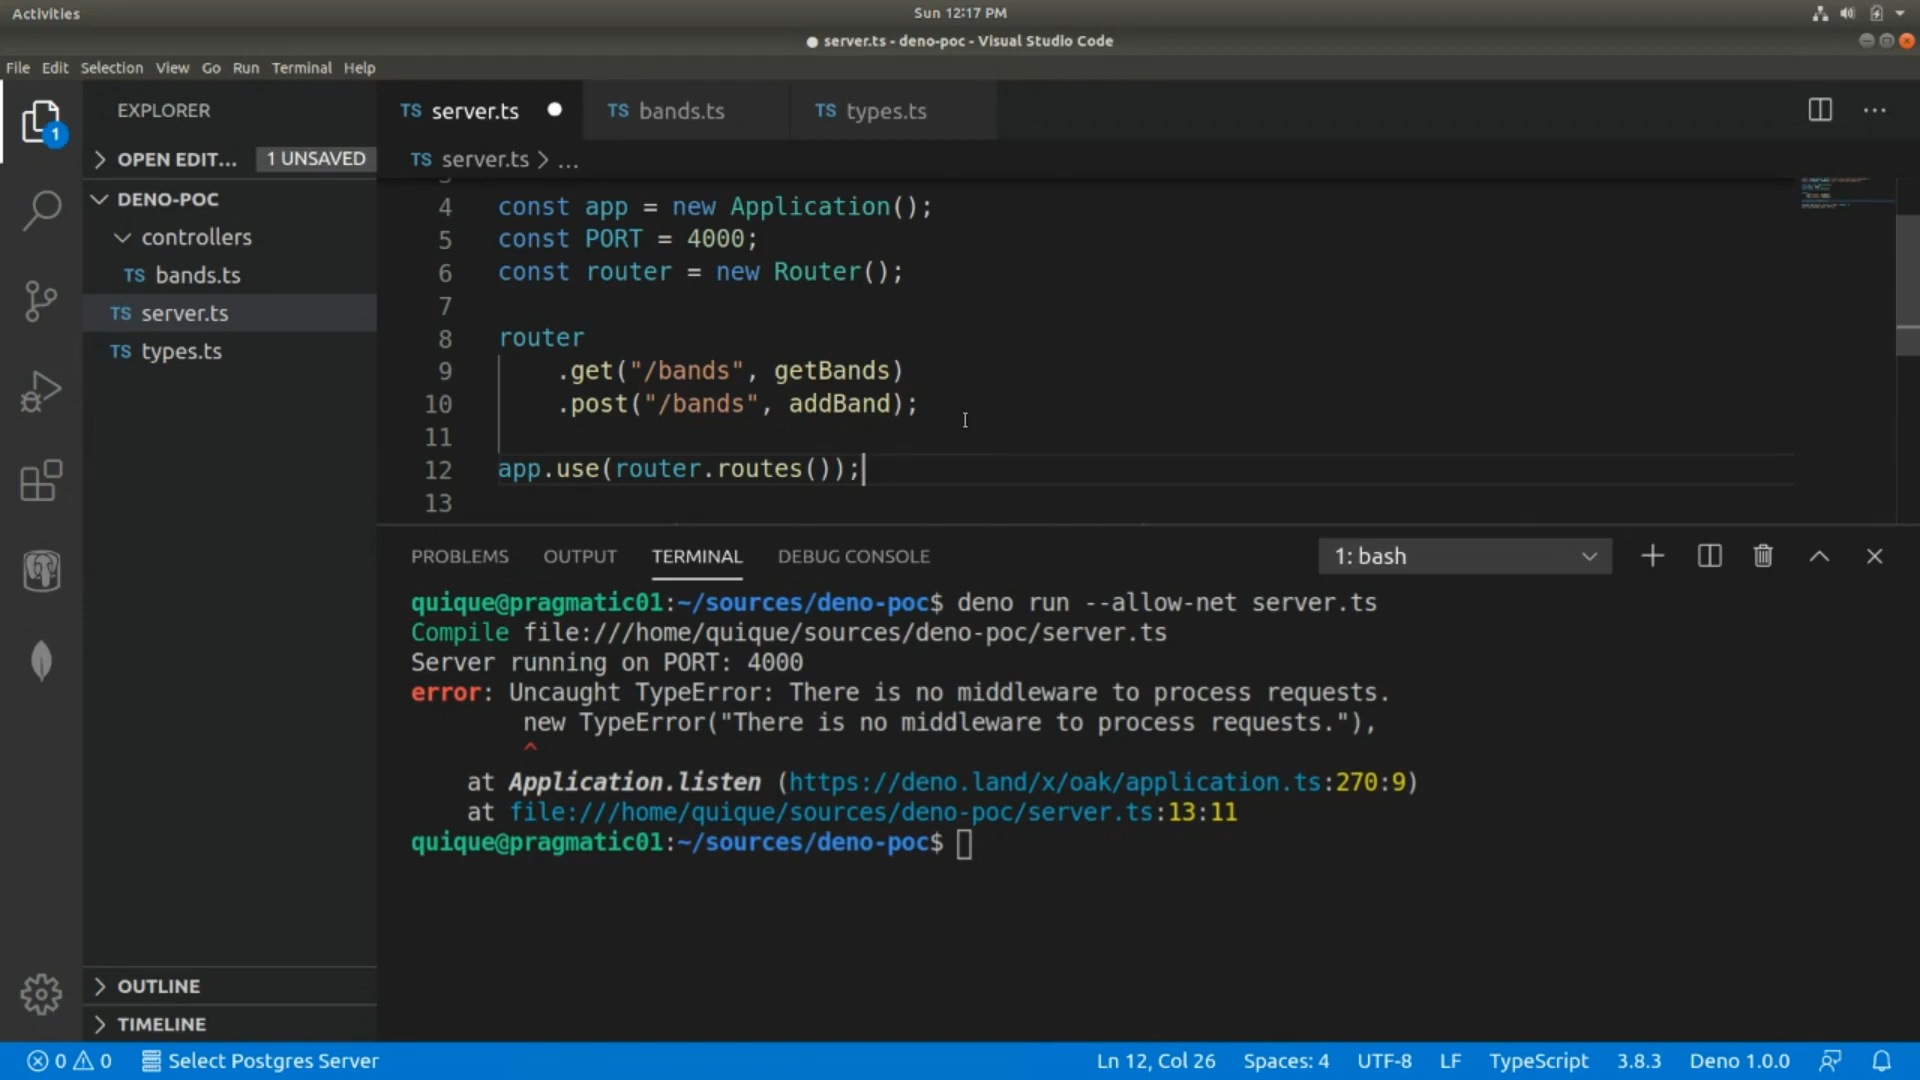 Activities
Sun 12:17 PM
● server.ts - deno-poc - Visual Studio Code
File Edit Selection View Go Run Terminal Help
1
EXPLORER
OPEN EDIT... 1 UNSAVED
DENO-POC
controllers
TS bands.ts
TS server.ts
TS types.ts
OUTLINE
TIMELINE
TS server.ts ● TS bands.ts TS types.ts
TS server.ts > ...
4 const app = new Application();
5 const PORT = 4000;
6 const router = new Router();
7
8 router
9 .get("/bands", getBands)
10 .post("/bands", addBand);
11
12 app.use(router.routes());
13
PROBLEMS OUTPUT TERMINAL DEBUG CONSOLE 1: bash
quique@pragmatic01:~/sources/deno-poc$ deno run --allow-net server.ts
Compile file:///home/quique/sources/deno-poc/server.ts
Server running on PORT: 4000
error: Uncaught TypeError: There is no middleware to process requests.
new TypeError("There is no middleware to process requests."),
^
at Application.listen (https://deno.land/x/oak/application.ts:270:9)
at file:///home/quique/sources/deno-poc/server.ts:13:11
quique@pragmatic01:~/sources/deno-poc$
0 0 Select Postgres Server Ln 12, Col 26 Spaces: 4 UTF-8 LF TypeScript 3.8.3 Deno 1.0.0